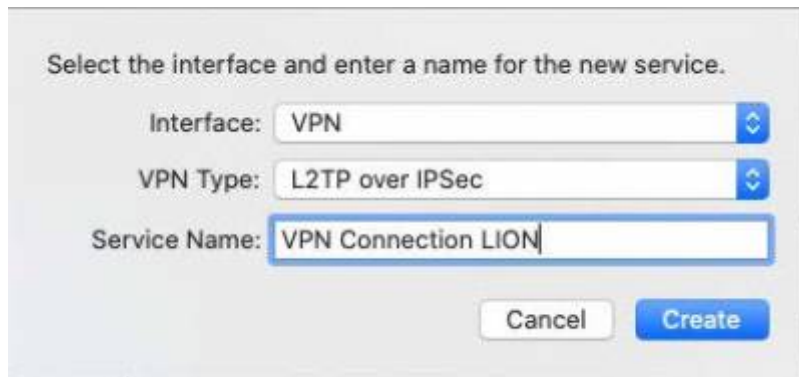 Select the interface and enter a name for the new service.
Interface: VPN
VPN Type: L2TP over IPSec
Service Name: VPN Connection LION
Cancel Create